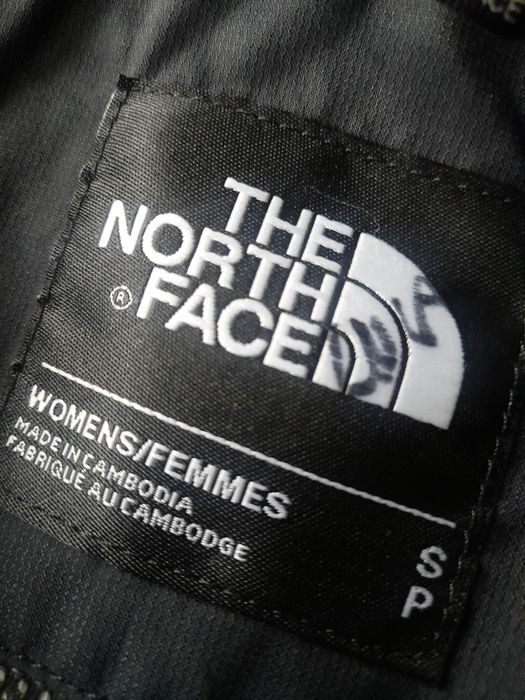 THE
NORTH
FACE
®
WOMENS/FEMMES
MADE IN CAMBODIA
FABRIQUÉ AU CAMBODGE
S
P